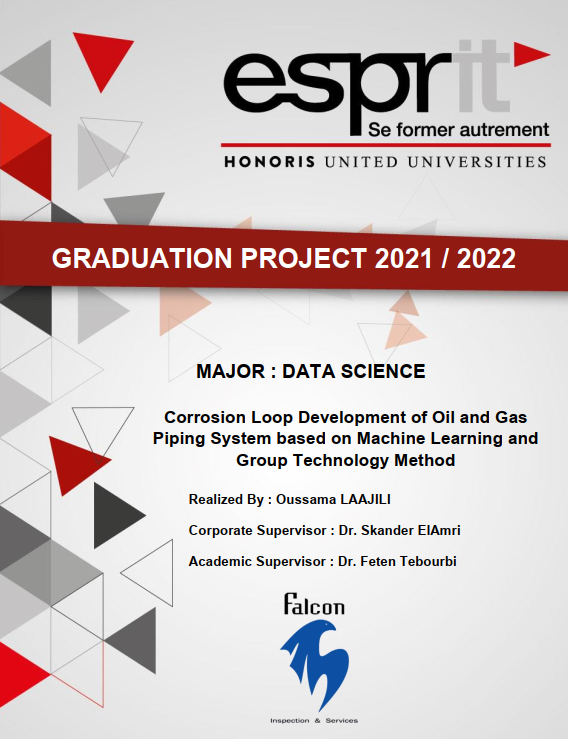 esprit
Se former autrement
HONORIS UNITED UNIVERSITIES
GRADUATION PROJECT 2021 / 2022
MAJOR : DATA SCIENCE
Corrosion Loop Development of Oil and Gas
Piping System based on Machine Learning and
Group Technology Method
Realized By : Oussama LAAJILI
Corporate Supervisor : Dr. Skander ElAmri
Academic Supervisor : Dr. Feten Tebourbi
Falcon
Inspection & Services